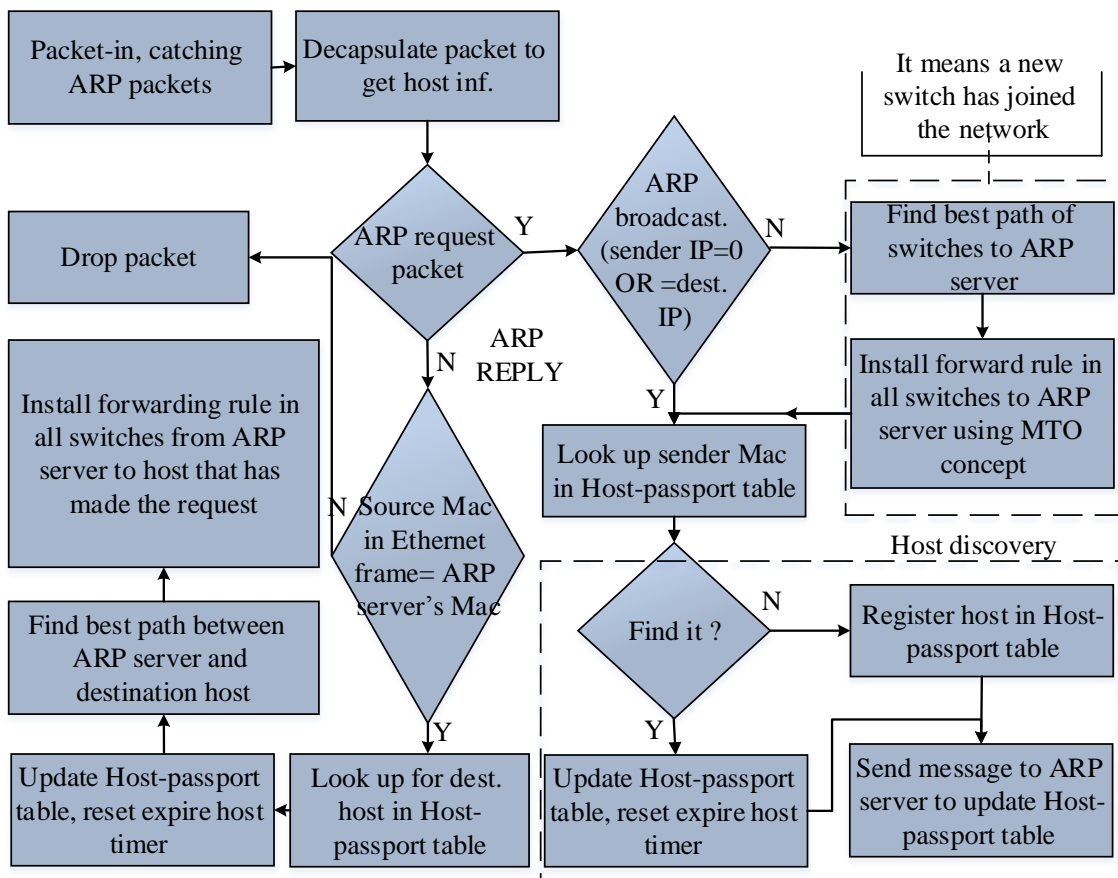 Packet-in, catching
ARP packets
Decapsulate packet to
get host inf.
It means a new
switch has joined
the network
ARP request
packet
Y
ARP
broadcast.
(sender IP=0
OR =dest.
IP)
N
Find best path of
switches to ARP
server
Drop packet
N
ARP
REPLY
Y
Install forward rule in
all switches to ARP
server using MTO
concept
Install forwarding rule in
all switches from ARP
server to host that has
made the request
Look up sender Mac
in Host-passport table
N
Source Mac
in Ethernet
frame= ARP
server's Mac
Host discovery
Find it ?
N
Register host in Host-
passport table
Find best path between
ARP server and
destination host
Y
Y
Update Host-passport
table, reset expire host
timer
Look up for dest.
host in Host-
passport table
Update Host-passport
table, reset expire host
timer
Send message to ARP
server to update Host-
passport table